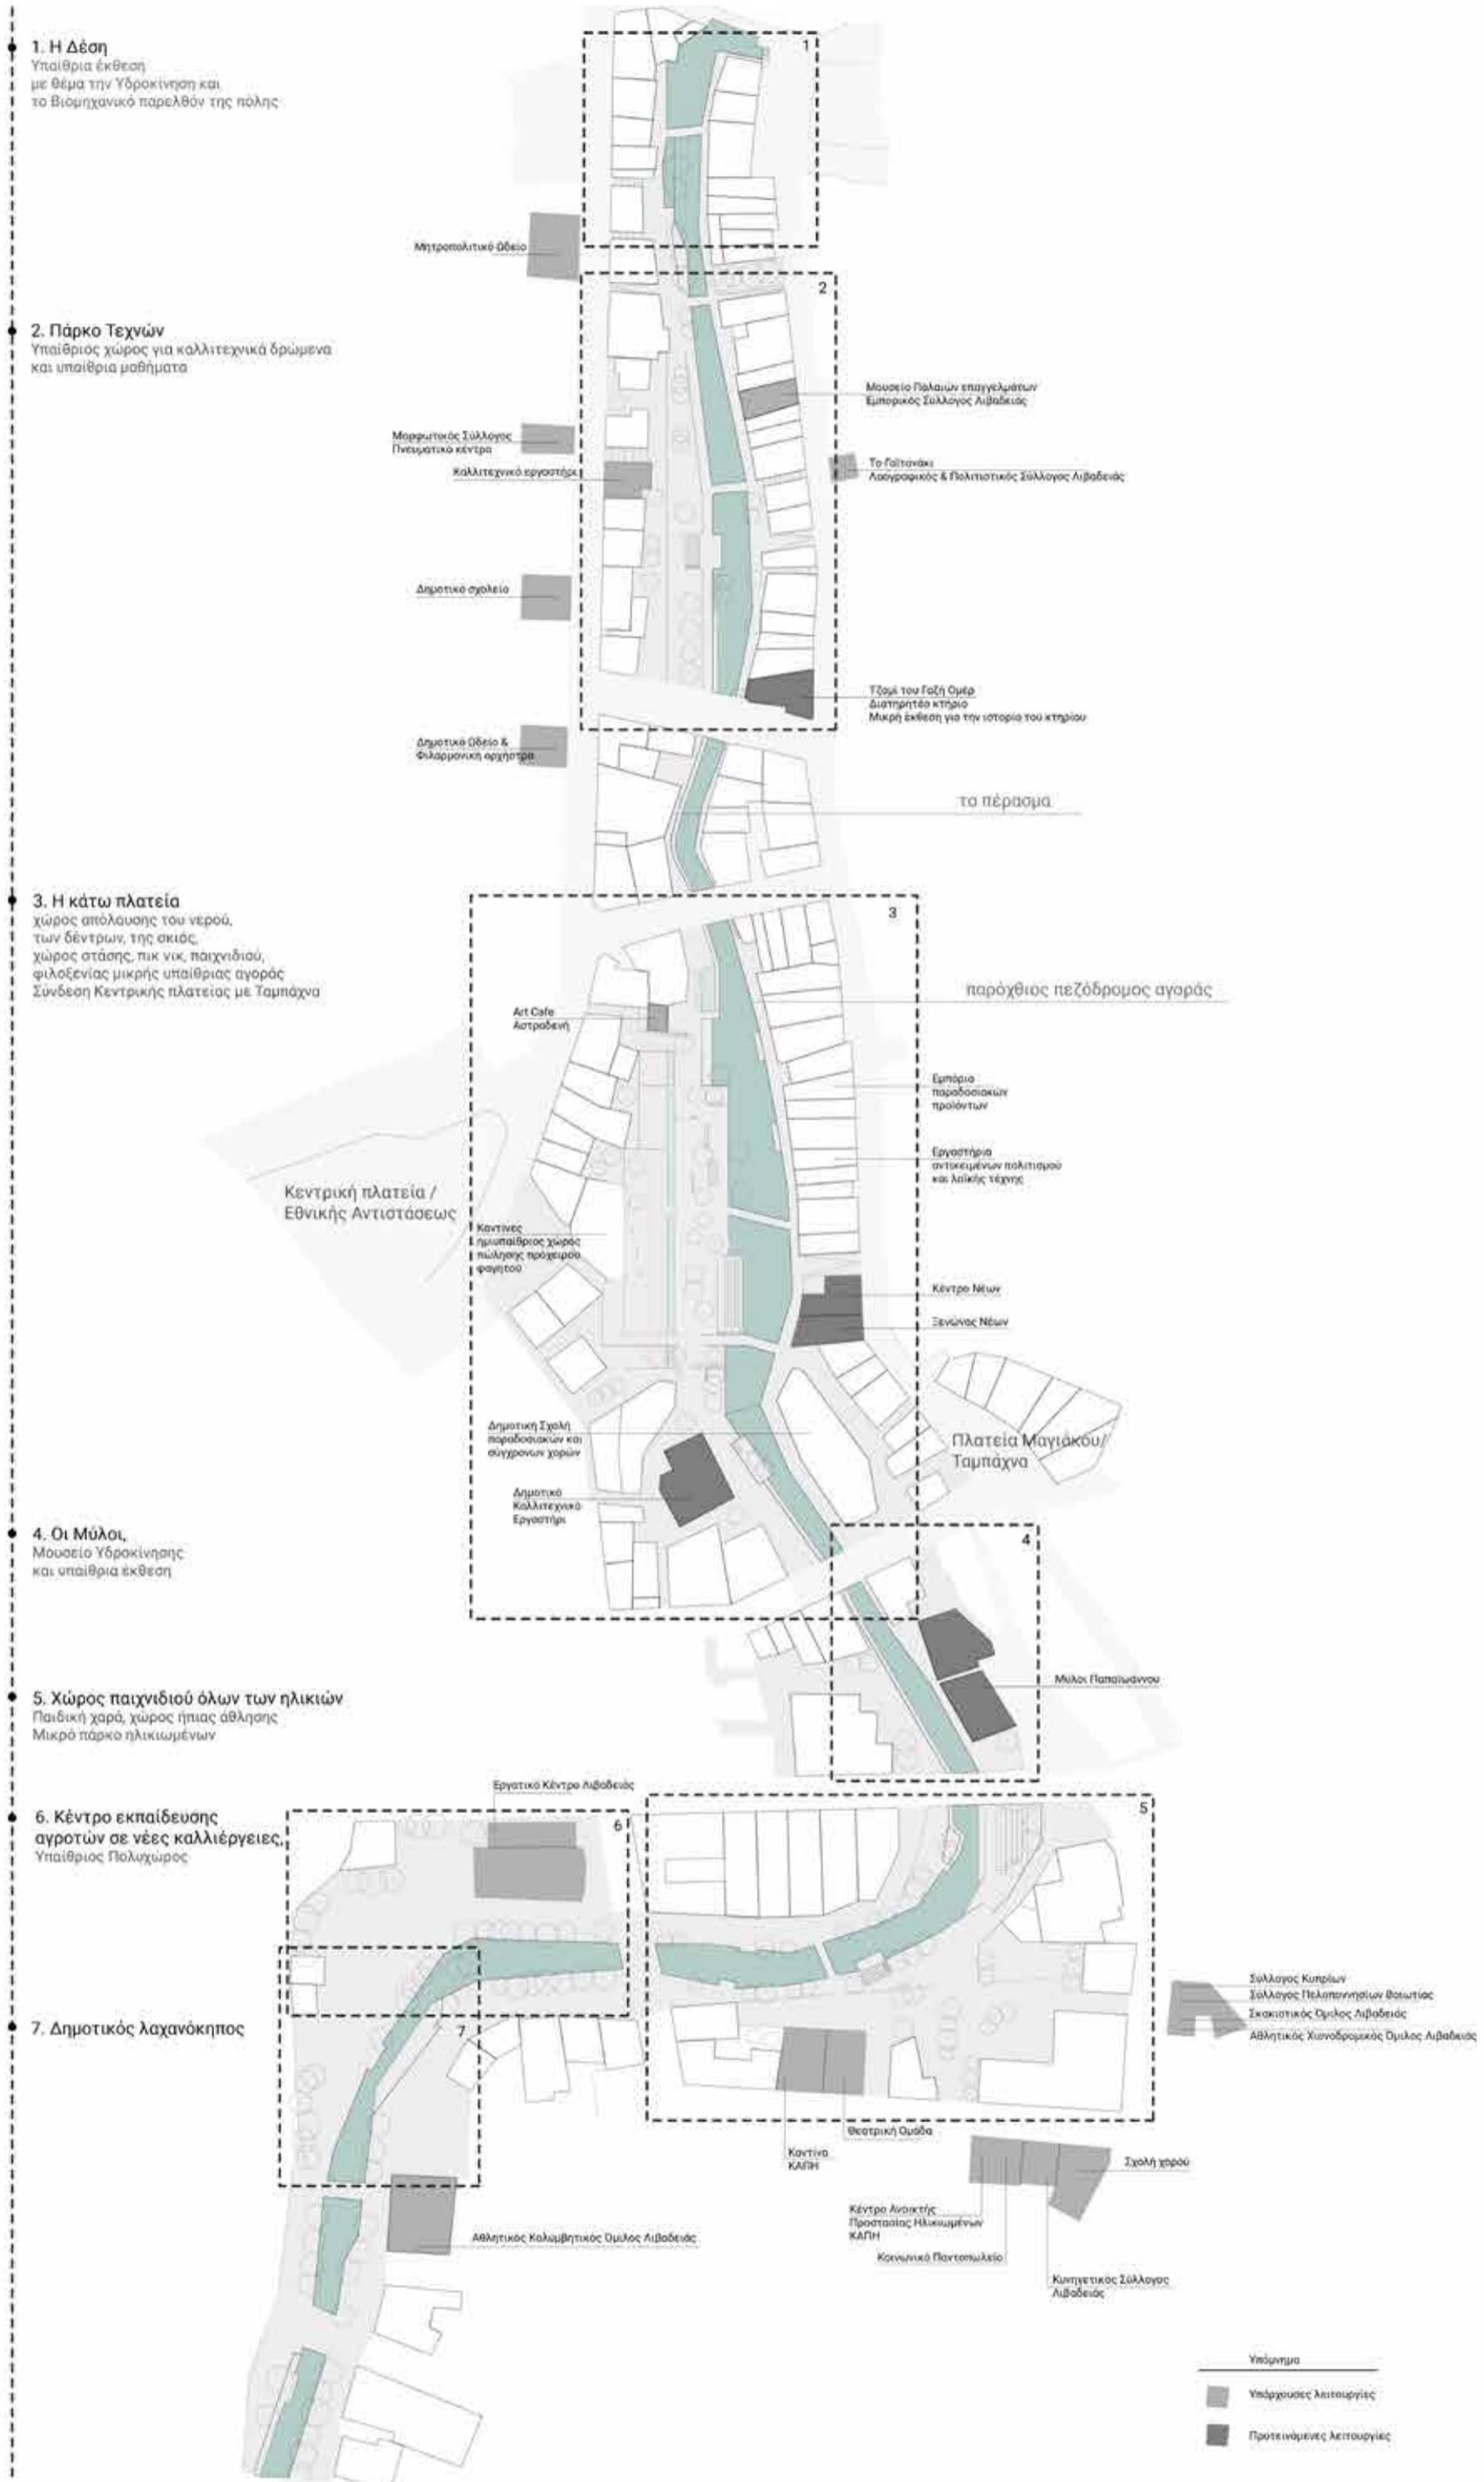 1. Η Δέση
Υπαίθρια έκθεση
με θέμα την Υδροκίνηση και
το Βιομηχανικό παρελθόν της πόλης
1
Μητροπολιτικό Ωδείο
2
2. Πάρκο Τεχνών
Υπαίθριος χώρος για καλλιτεχνικά δρώμενα
και υπαίθρια μαθήματα
Μουσείο Παλαιών επαγγελμάτων
Εμπορικός Σύλλογος Λιβαδειάς
Μορφωτικός Σύλλογος
Πνευματικό κέντρο
Καλλιτεχνικό εργαστήρι
Το Γαϊτανάκι
Λαογραφικός & Πολιτιστικός Σύλλογος Λιβαδειάς
Δημοτικό σχολείο
Τζαμί του Γαζή Ομέρ
Διατηρητέο κτήριο
Μικρή έκθεση για την ιστορία του κτηρίου
Δημοτικό Ωδείο &
Φιλαρμονική ορχήστρα
το πέρασμα
3. Η κάτω πλατεία
χώρος απόλαυσης του νερού,
των δέντρων, της σκιάς,
χώρος στάσης, πικ νικ, παιχνιδιού,
φιλοξενίας μικρής υπαίθριας αγοράς
Σύνδεση Κεντρικής πλατείας με Ταμπάχνα
3
παρόχθιος πεζόδρομος αγοράς
Art Cafe
Αστραδενή
Εμπόριο
παραδοσιακών
προϊόντων
Εργαστήρια
αντικειμένων πολιτισμού
και λαϊκής τέχνης
Κεντρική πλατεία /
Εθνικής Αντιστάσεως
Καντίνες
ημιυπαίθριος χώρος
πώλησης πρόχειρου
φαγητού
Κέντρο Νέων
Ξενώνας Νέων
Δημοτική Σχολή
παραδοσιακών και
σύγχρονων χορών
Πλατεία Μαγιάκου/
Ταμπάχνα
Δημοτικό
Καλλιτεχνικό
Εργαστήρι
4. Οι Μύλοι,
Μουσείο Υδροκίνησης
και υπαίθρια έκθεση
4
Μύλοι Παπαϊωάννου
5. Χώρος παιχνιδιού όλων των ηλικιών
Παιδική χαρά, χώρος ήπιας άθλησης
Μικρό πάρκο ηλικιωμένων
Εργατικό Κέντρο Λιβαδειάς
5
6
6. Κέντρο εκπαίδευσης
αγροτών σε νέες καλλιέργειες,
Υπαίθριος Πολυχώρος
Σύλλογος Κυπρίων
Σύλλογος Πελοποννησίων Βοιωτίας
Σκακιστικός Όμιλος Λιβαδειάς
Αθλητικός Χιονοδρομικός Όμιλος Λιβαδειάς
7. Δημοτικός λαχανόκηπος
7
Θεατρική Ομάδα
Καντίνα
ΚΑΠΗ
Σχολή χορού
Κέντρο Ανοικτής
Προστασίας Ηλικιωμένων
ΚΑΠΗ
Κοινωνικό Παντοπωλείο
Κυνηγετικός Σύλλογος
Λιβαδειάς
Αθλητικός Κολυμβητικός Όμιλος Λιβαδειάς
Υπόμνημα
Υπάρχουσες λειτουργίες
Προτεινόμενες λειτουργίες